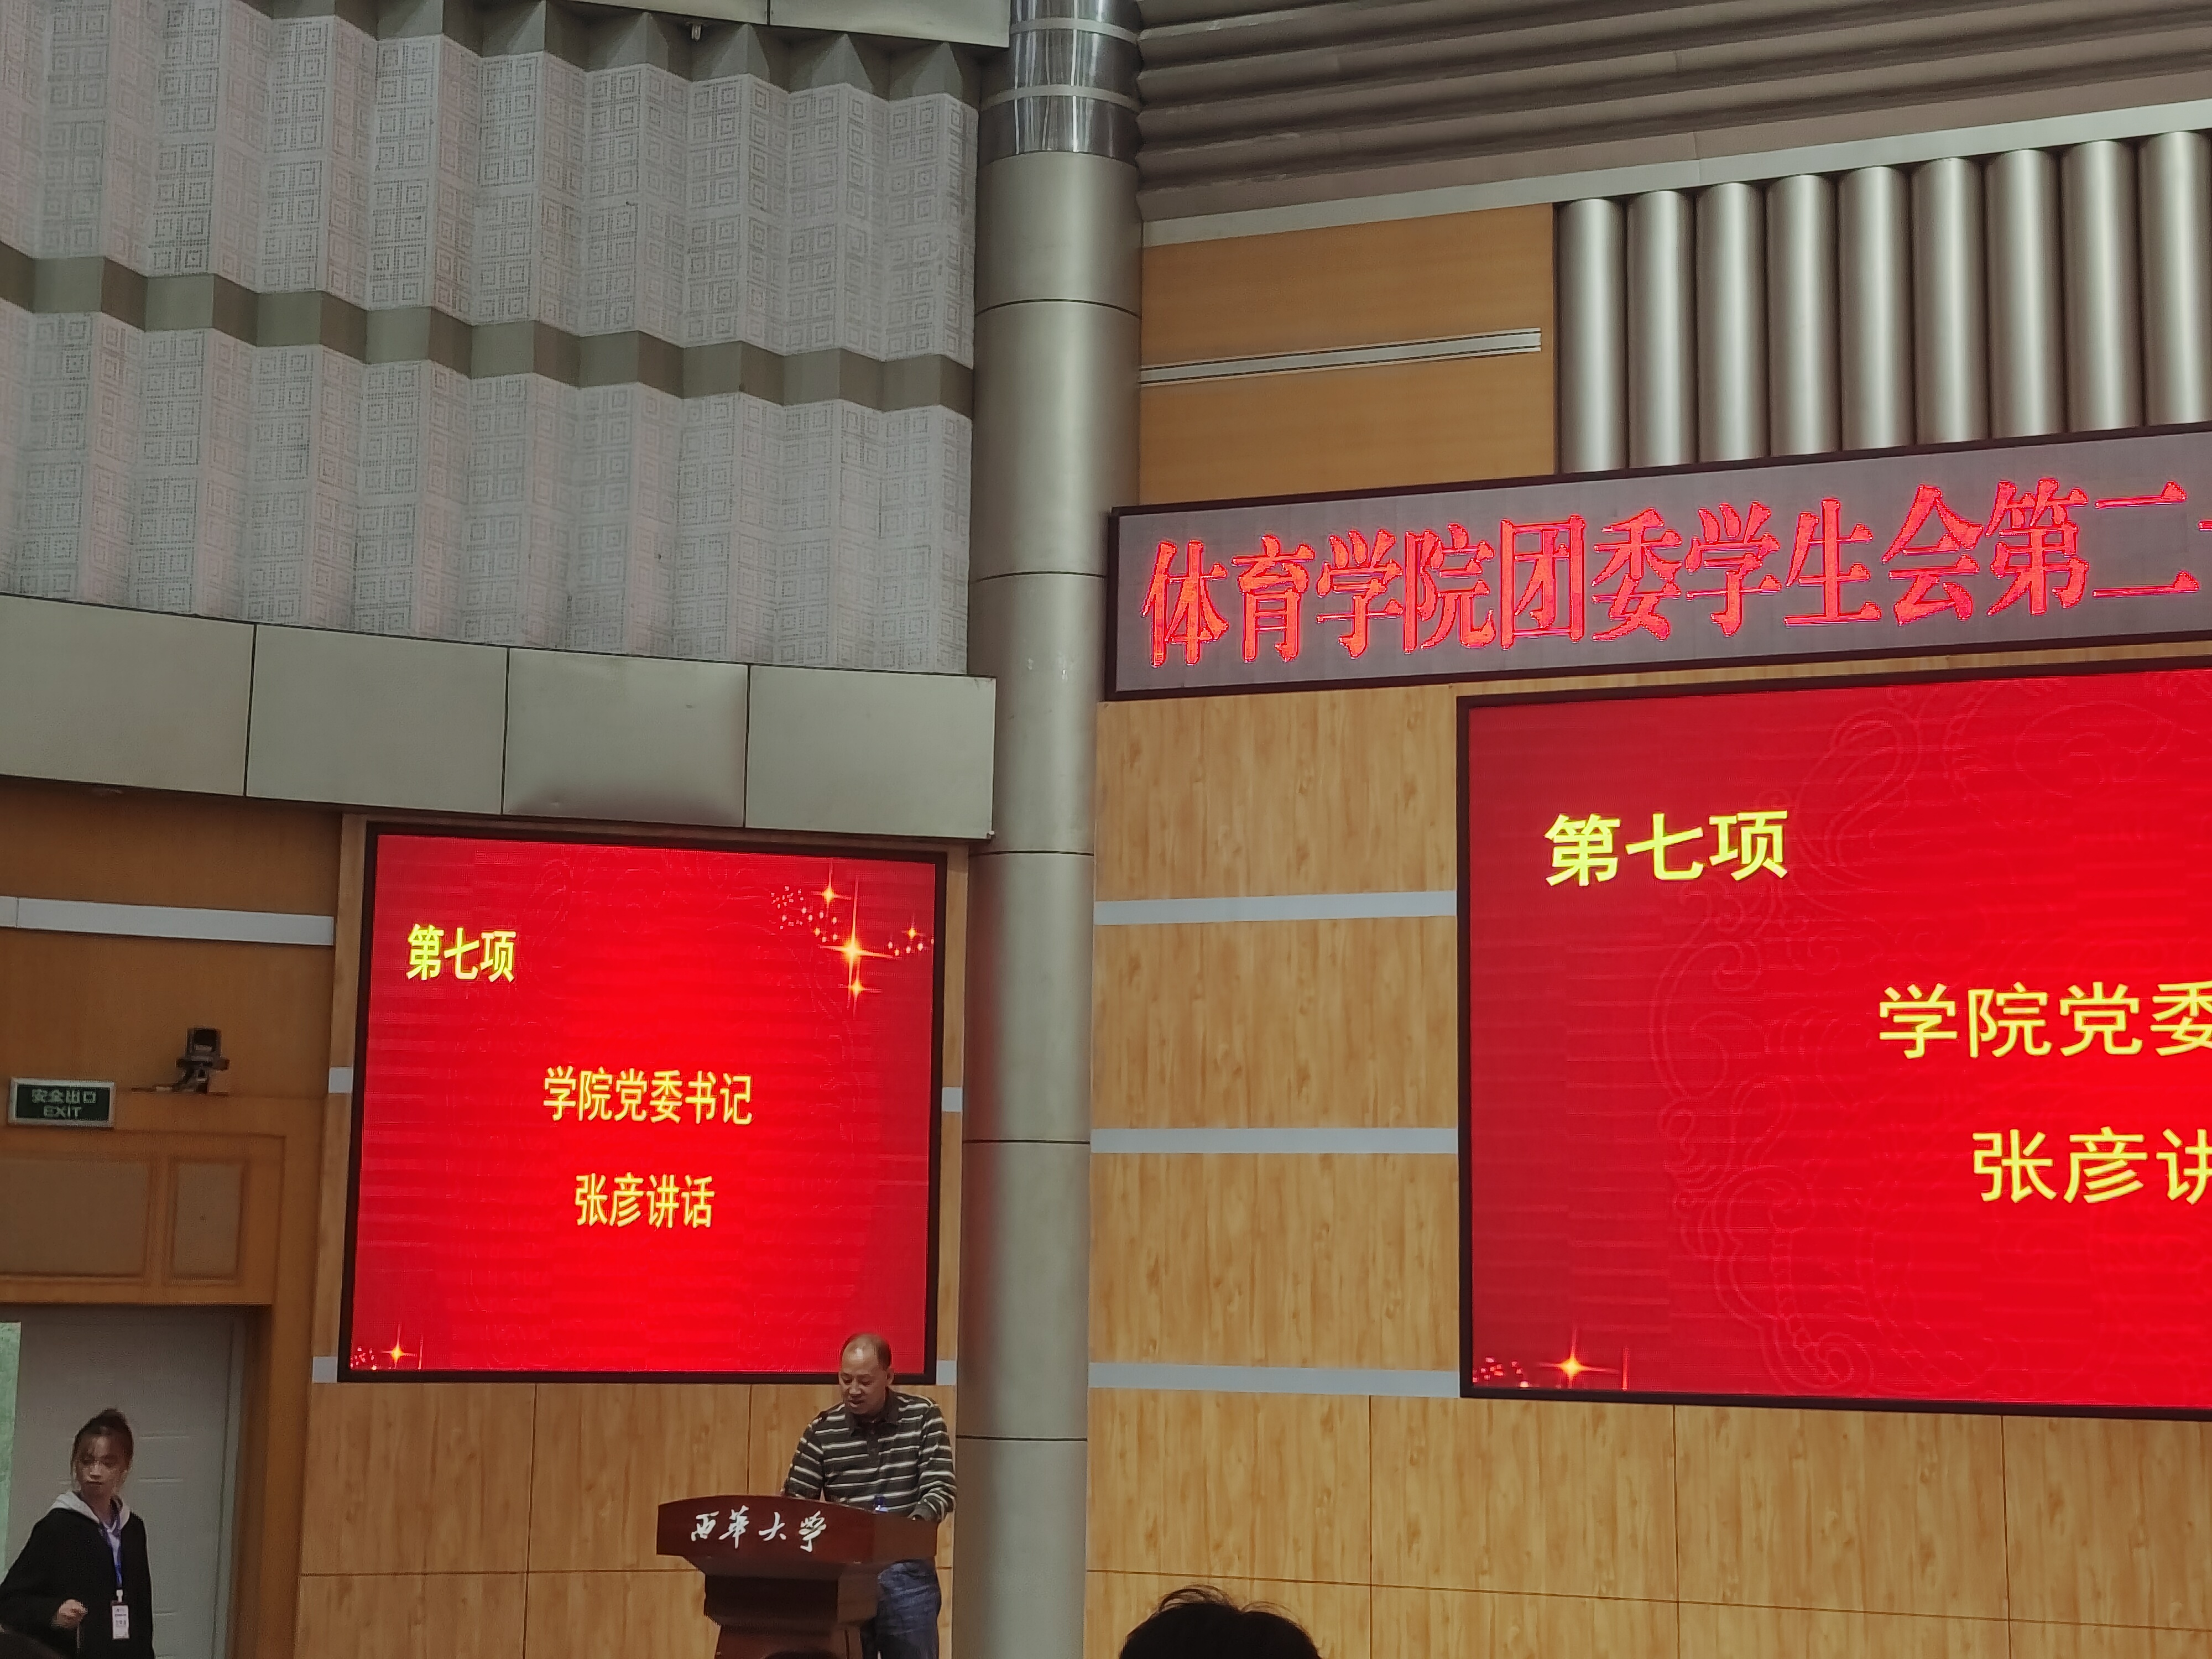 体育学院团委学生会第二
第七项
学院党委书记
张彦讲话
第七项
学院党委
张彦讲
安全出口
EXIT
西华大学